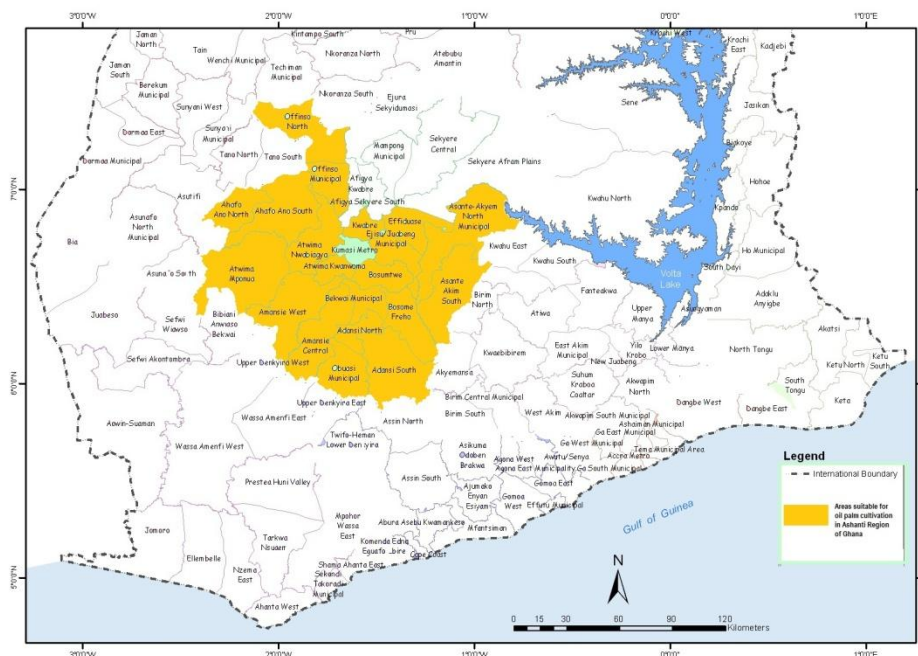 3°0'0"W 2°0'0"W 1°0'0"W 0°0'0" 1°0'0"E
Jaman North
Tain
Kintampo South
Pru
Krachi West
Krachi East
Kadjebi
Wenchi Municipal
Techiman Municipal
Nkoranza North
Atebubu Amantin
Jaman South
Berekum Municipal
Nkoranza South
Ejura Sekyidumasi
Sene
Jasikan
Sunyani West
Sunyani Municipal
Offinso North
Dormaa East
Sekyere Central
Biakoye
Dormaa Municipal
Tano North
Tano South
Mampong Municipal
Sekyere Afram Plains
Offinso Municipal
Afigya Kwabre
Hohoe
7°0'0"N
7°0'0"N
Asutifi
Afigya Sekyere South
Kwahu North
Kpando
Ahafo Ano North
Ahafo Ano South
Asante-Akyem North Municipal
Asunafo North Municipal
Kwabre
Effiduase
Ejisu Juabeng Municipal
Bia
Atwima Nwabiagya
Kumasi Metro
Kwahu East
Ho Municipal
Atwima Kwanwoma
Kwahu South
South Dayi
Atwima Mponua
Bosumtwe
Volta Lake
Asante Akim South
Fanteakwa
Adaklu Anyigbe
Juaboso
Bekwai Municipal
Birim North
Upper Manya
Asuogyaman
Amansie West
Bosome Freho
Atiwa
Sefwi Wiawso
Bibiani Anwiaso Bekwai
Adansi North
Akatsi
Amansie Central
Kwaebibirem
East Akim Municipal
Yilo Krobo
Lower Manya
North Tongu
Ketu North
Ketu South
Sefwi Akontombra
Upper Denkyira West
Obuasi Municipal
Adansi South
Akyemansa
New Juabeng
South Tongu
6°0'0"N
6°0'0"N
Suhum Kraboa Coaltar
Akwapim North
Keta
Upper Denkyira East
Birim Central Municipal
Dangbe West
Dangbe East
Aowin-Suaman
Wassa Amenfi East
Assin North
Birim South
West Akim
Akwapim South Municipal
Ashaiman Municipal
Wassa Amenfi West
Twifo-Heman
Ga East Municipal
Asikuma Odoben Brakwa
Ga West Municipal
Tema Municipal Area
Agona West
Awutu/Senya
Accra Metro
Prestea Huni Valley
Assin South
Agona East Municipality
Ga South Municipal
Ajumako Enyan Esiyam
Gomoa West
Gomoa East
Effutu Municipal
Jomoro
Mpohor Wassa East
Abura Asebu Kwamankese
Mfantsiman
Gulf of Guinea
Tarkwa Nsuaem
Cape Coast
Ellembelle
Nzema East
Shama Ahanta East
Sekondi Takoradi Municipal
5°0'0"N
5°0'0"N
Ahanta West
Legend
International Boundary
Areas suitable for
oil palm cultivation
in Ashanti Region
of Ghana
N
0 15 30 60 90 120
Kilometers
3°0'0"W 2°0'0"W 1°0'0"W 0°0'0" 1°0'0"E